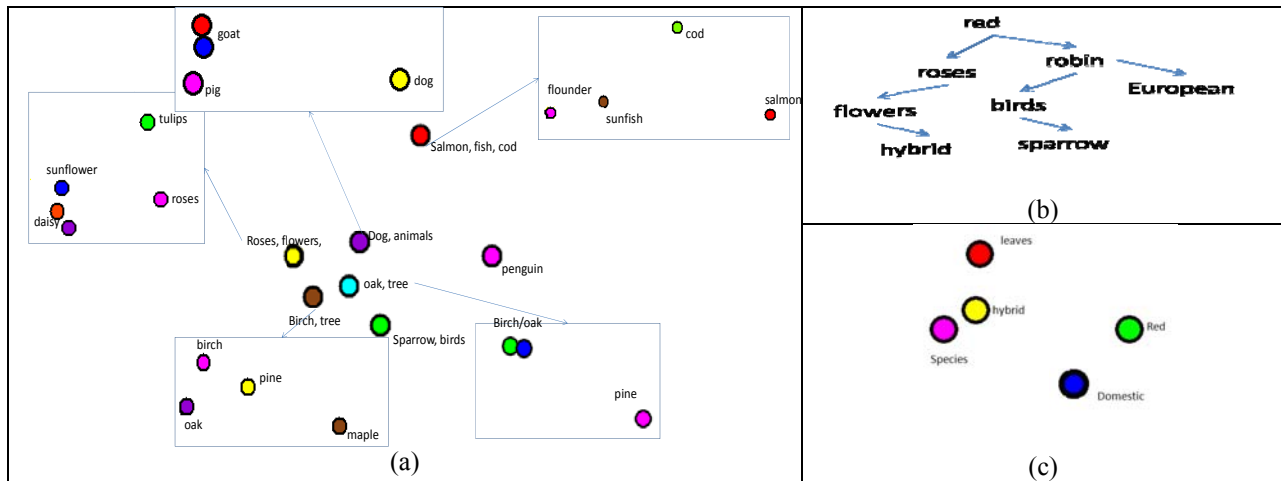 goat
pig
dog
cod
flounder
sunfish
salmon
Salmon, fish, cod
tulips
sunflower
roses
daisy
Roses, flowers,
Dog, animals
penguin
oak, tree
Birch, tree
Sparrow, birds
birch
pine
oak
maple
Birch/oak
pine
(a)
red
roses
robin
flowers
birds
European
hybrid
sparrow
(b)
leaves
hybrid
Species
Red
Domestic
(c)